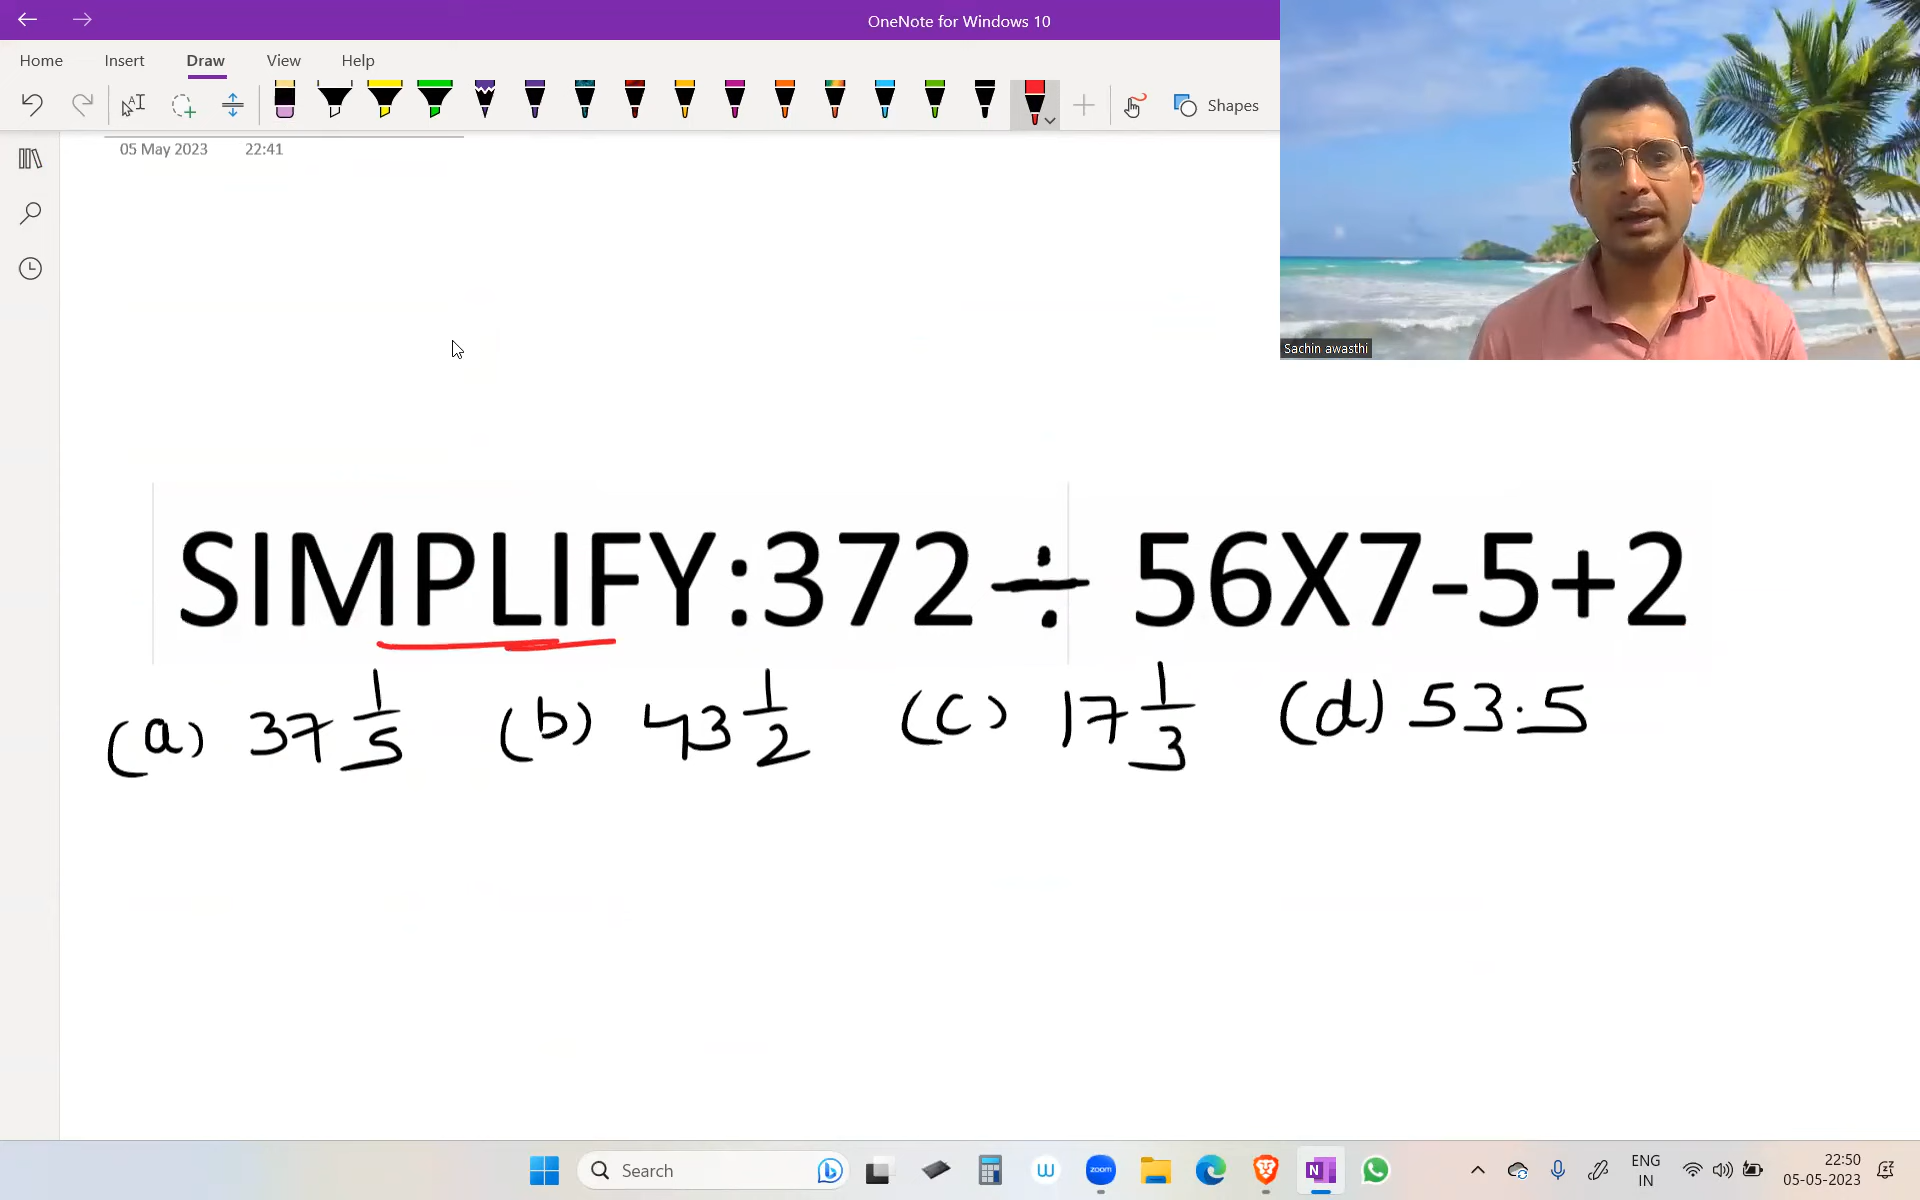 OneNote for Windows 10
Home Insert Draw View Help
Shapes
05 May 2023 22:41
Sachin awasthi
SIMPLIFY:372÷ 56X7-5+2
(a) 37 1/5 (b) 43 1/2 (c) 17 1/3 (d) 53.5
Search
zoom
ENG
IN
22:50
05-05-2023